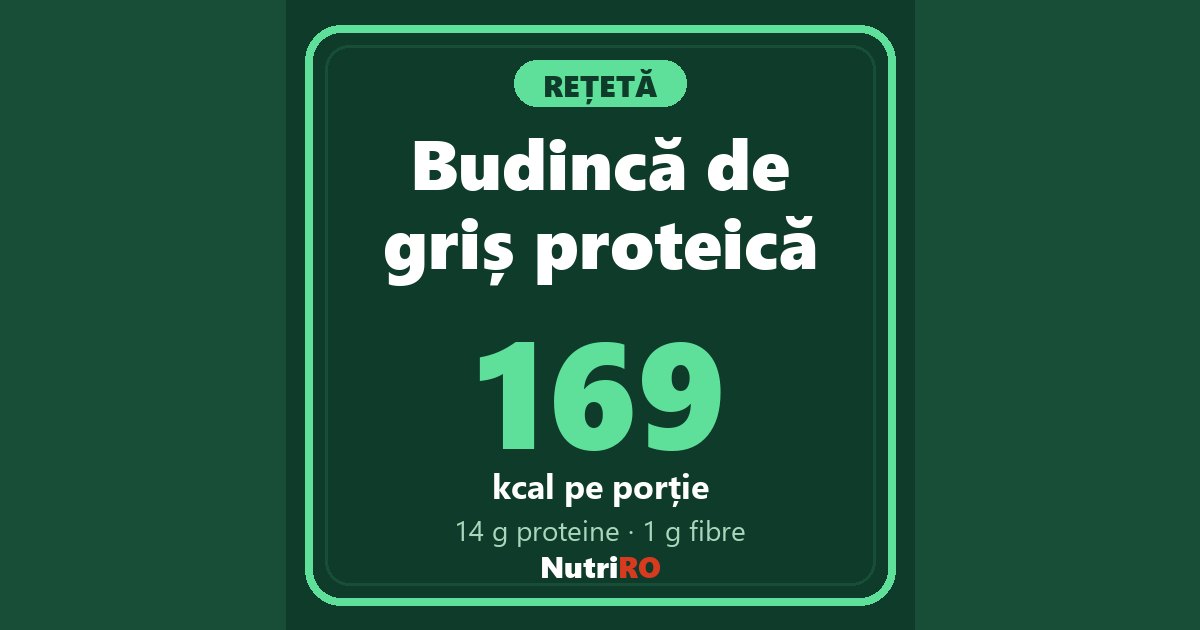 REȚETĂ
Budincă de
griș proteică
169
kcal pe porție
14 g proteine · 1 g fibre
NutriRO